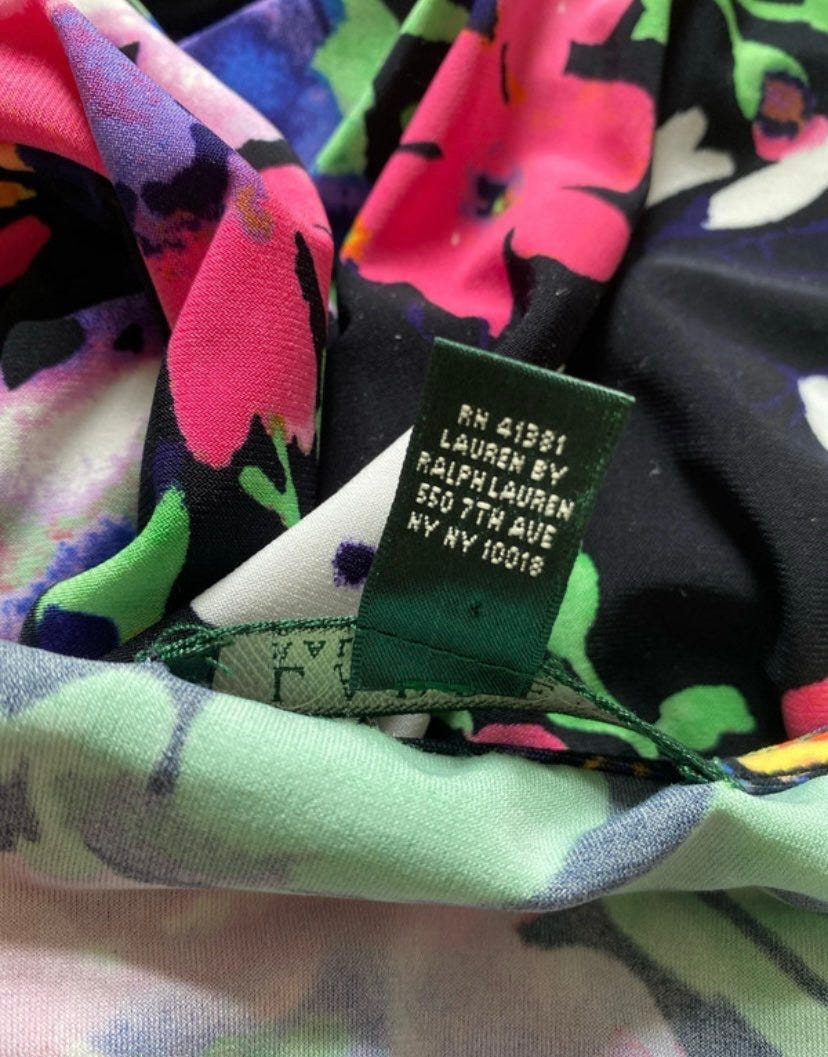 RN 41381
LAUREN BY
RALPH LAUREN
550 7TH AVE
NY NY 10018